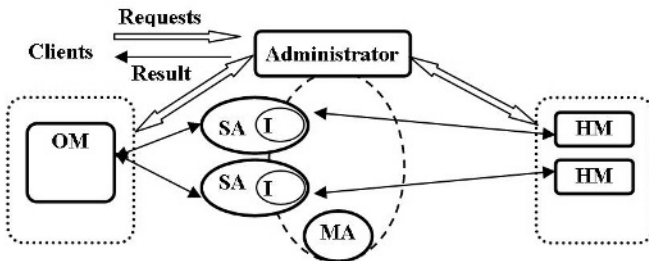 Requests
Clients
Result
Administrator
OM
SA I
SA I
MA
HM
HM